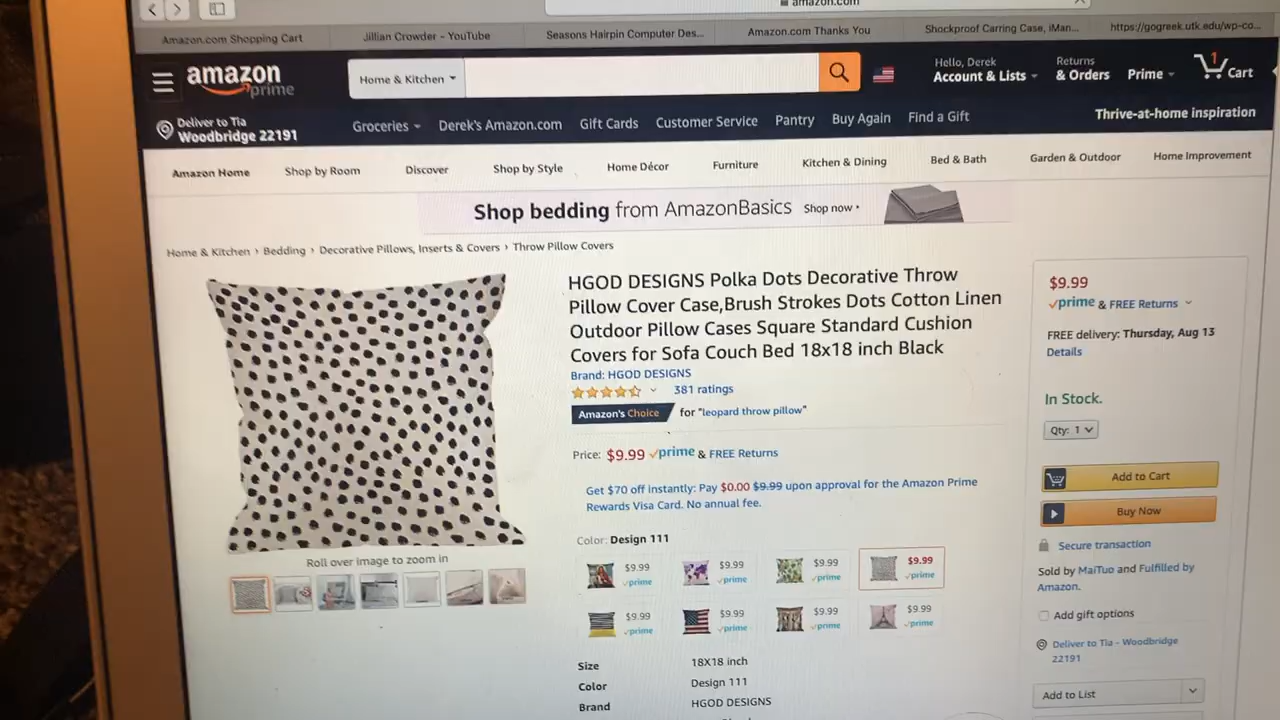 amazon.com
Amazon.com Shopping Cart
Jillian Crowder - YouTube
Seasons Hairpin Computer Des...
Amazon.com Thank You
Shockproof Carring Case, iMan...
https://gogreek.utk.edu/wp-co...
amazon
prime
Home & Kitchen
Hello, Derek
Account & Lists
Returns
& Orders
Prime
1
Cart
Deliver to Tia
Woodbridge 22191
Groceries
Derek's Amazon.com
Gift Cards
Customer Service
Pantry
Buy Again
Find a Gift
Thrive-at-home inspiration
Amazon Home
Shop by Room
Discover
Shop by Style
Home Décor
Furniture
Kitchen & Dining
Bed & Bath
Garden & Outdoor
Home Improvement
Shop bedding from AmazonBasics Shop now ›
Home & Kitchen › Bedding › Decorative Pillows, Inserts & Covers › Throw Pillow Covers
HGOD DESIGNS Polka Dots Decorative Throw
Pillow Cover Case,Brush Strokes Dots Cotton Linen
Outdoor Pillow Cases Square Standard Cushion
Covers for Sofa Couch Bed 18x18 inch Black
Brand: HGOD DESIGNS
381 ratings
Amazon's Choice for "leopard throw pillow"
Price: $9.99 prime & FREE Returns
Get $70 off instantly: Pay $0.00 $9.99 upon approval for the Amazon Prime
Rewards Visa Card. No annual fee.
Roll over image to zoom in
Color: Design 111
$9.99
prime
$9.99
prime
$9.99
prime
$9.99
prime
$9.99
prime
$9.99
prime
$9.99
prime
$9.99
prime
Size 18X18 inch
Color Design 111
Brand HGOD DESIGNS
$9.99
prime & FREE Returns
FREE delivery: Thursday, Aug 13
Details
In Stock.
Qty: 1
Add to Cart
Buy Now
Secure transaction
Sold by MaiTuo and Fulfilled by
Amazon.
Add gift options
Deliver to Tia - Woodbridge
22191
Add to List